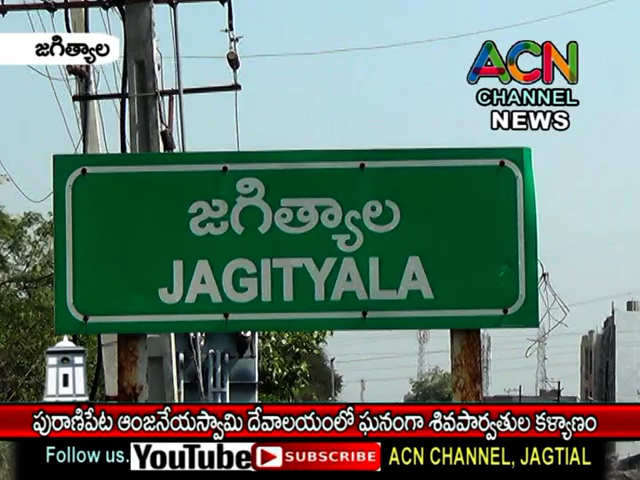 జగిత్యాల
ACN
CHANNEL
NEWS
జగిత్యాల
JAGITYALA
పురాణిపేట ఆంజనేయస్వామి దేవాలయంలో ఘనంగా శివపార్వతుల కళ్యాణం
Follow us. YouTube SUBSCRIBE ACN CHANNEL, JAGTIAL